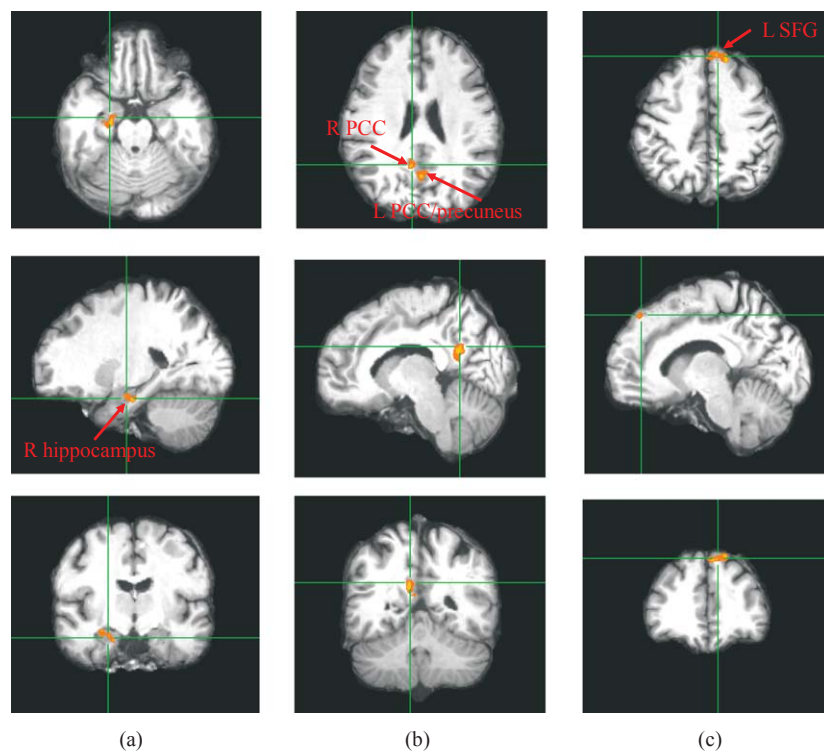 L SFG
R PCC
L PCC/precuneus
R hippocampus
(a)
(b)
(c)